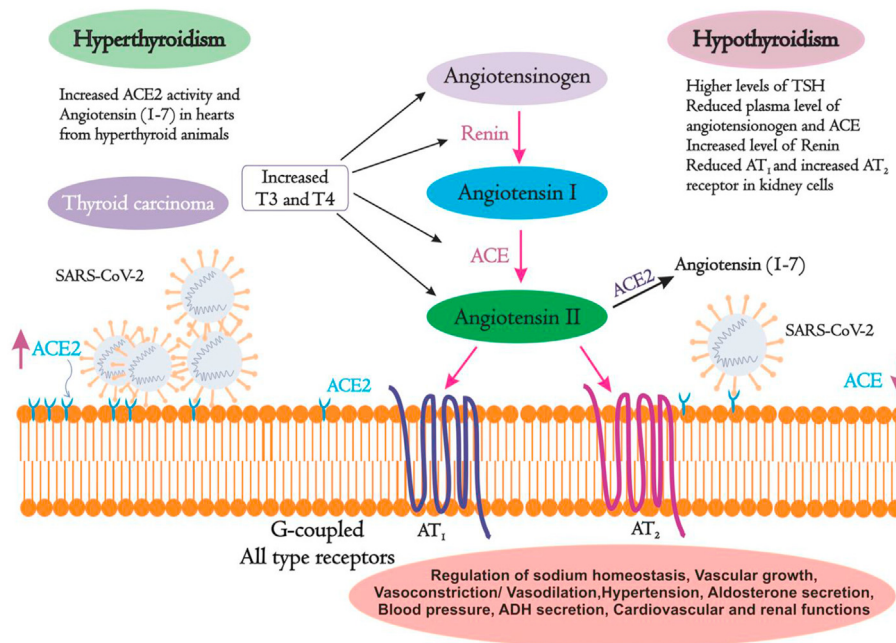 Hyperthyroidism
Increased ACE2 activity and
Angiotensin (I-7) in hearts
from hyperthyroid animals
Thyroid carcinoma
Increased
T3 and T4
Angiotensinogen
Renin
Angiotensin I
ACE
Angiotensin II
ACE2
Angiotensin (I-7)
Hypothyroidism
Higher levels of TSH
Reduced plasma level of
angiotensionogen and ACE
Increased level of Renin
Reduced AT₁ and increased AT₂
receptor in kidney cells
SARS-CoV-2
ACE2
ACE2
SARS-CoV-2
ACE
G-coupled
All type receptors
AT₁
AT₂
Regulation of sodium homeostasis, Vascular growth,
Vasoconstriction/ Vasodilation,Hypertension, Aldosterone secretion,
Blood pressure, ADH secretion, Cardiovascular and renal functions